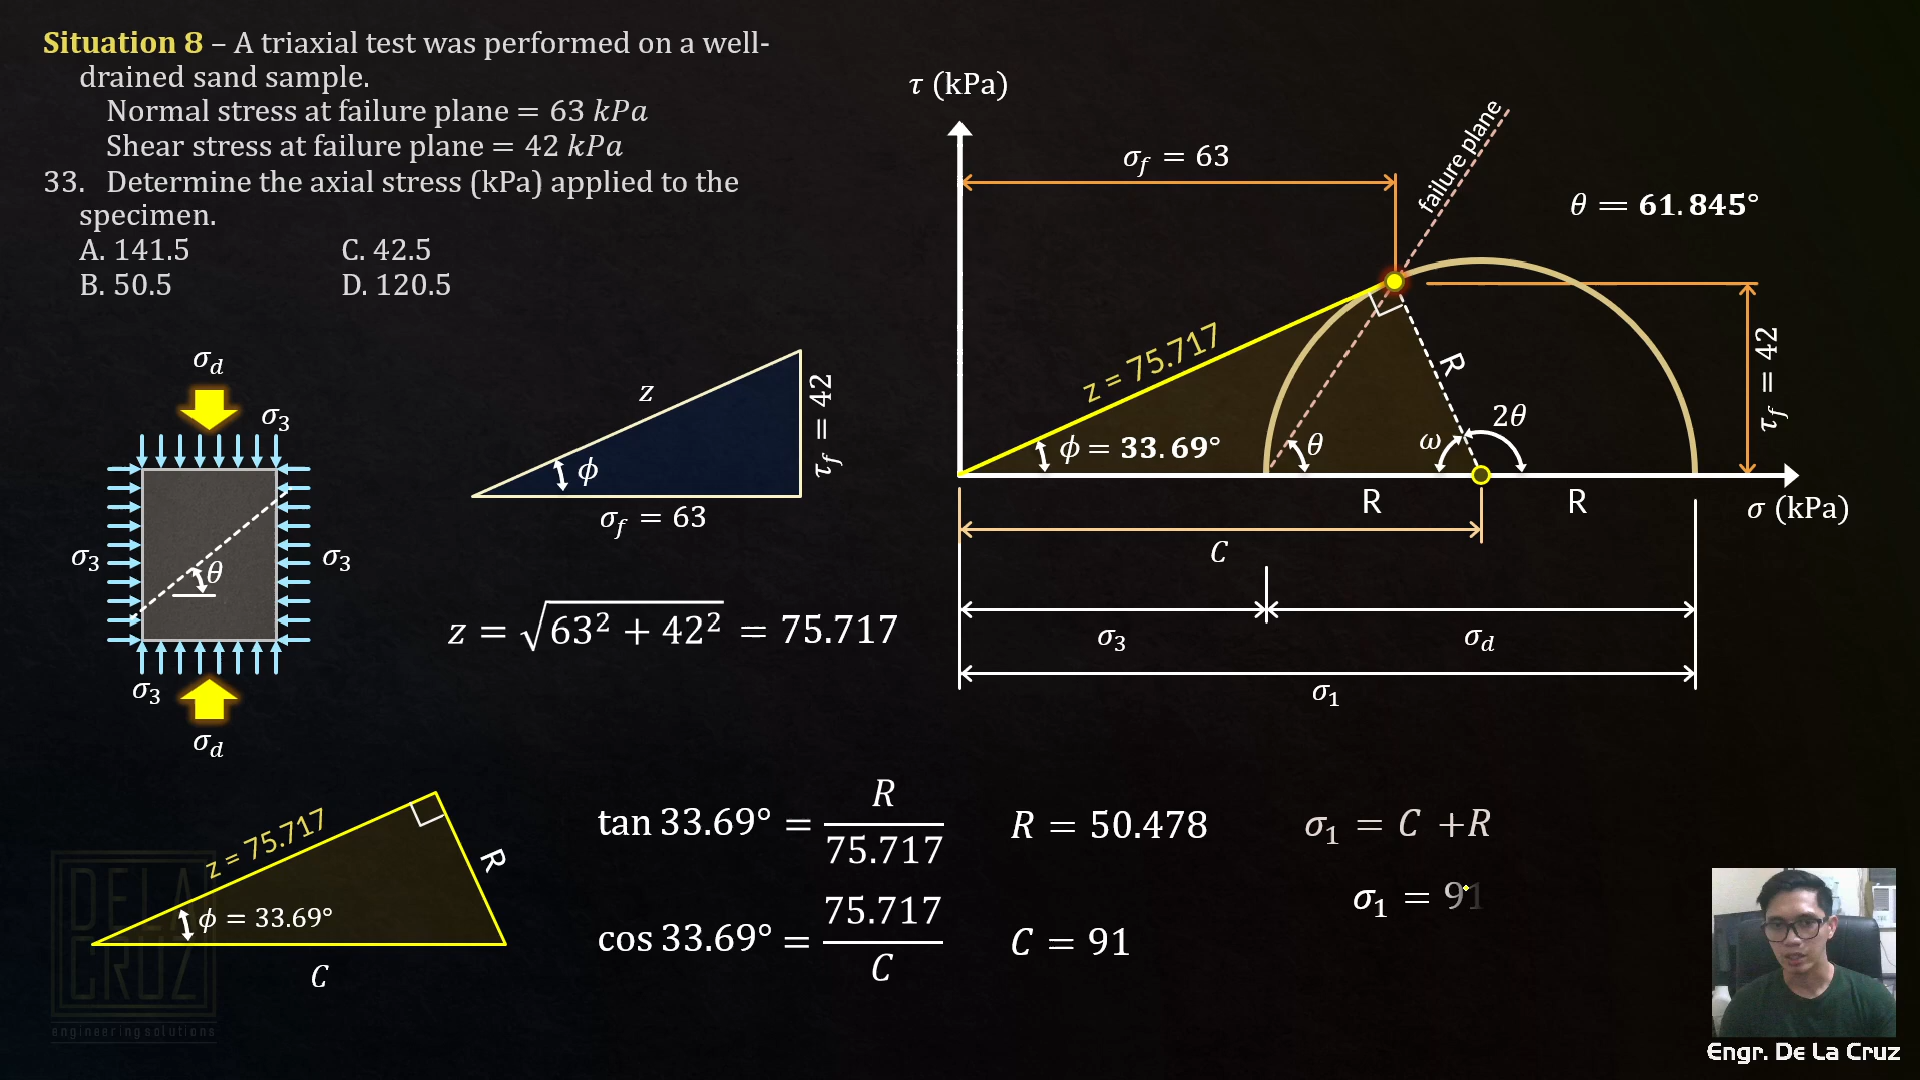 Situation 8 – A triaxial test was performed on a well-
drained sand sample.
Normal stress at failure plane = 63 kPa
Shear stress at failure plane = 42 kPa
33. Determine the axial stress (kPa) applied to the
specimen.
A. 141.5 C. 42.5
B. 50.5 D. 120.5
σd
σ3
σ3
σ3
θ
σ3
σd
z
ϕ
τf = 42
σf = 63
z = √(63² + 42²) = 75.717
τ (kPa)
σf = 63
failure plane
θ = 61.845°
z = 75.717
R
τf = 42
ϕ = 33.69°
θ
ω
2θ
R
R
σ (kPa)
C
σ3
σd
σ1
z = 75.717
R
ϕ = 33.69°
C
tan 33.69° = R / 75.717
R = 50.478
σ1 = C + R
cos 33.69° = 75.717 / C
C = 91
σ1 = 91
DELA
CRUZ
engineering solutions
Engr. De La Cruz